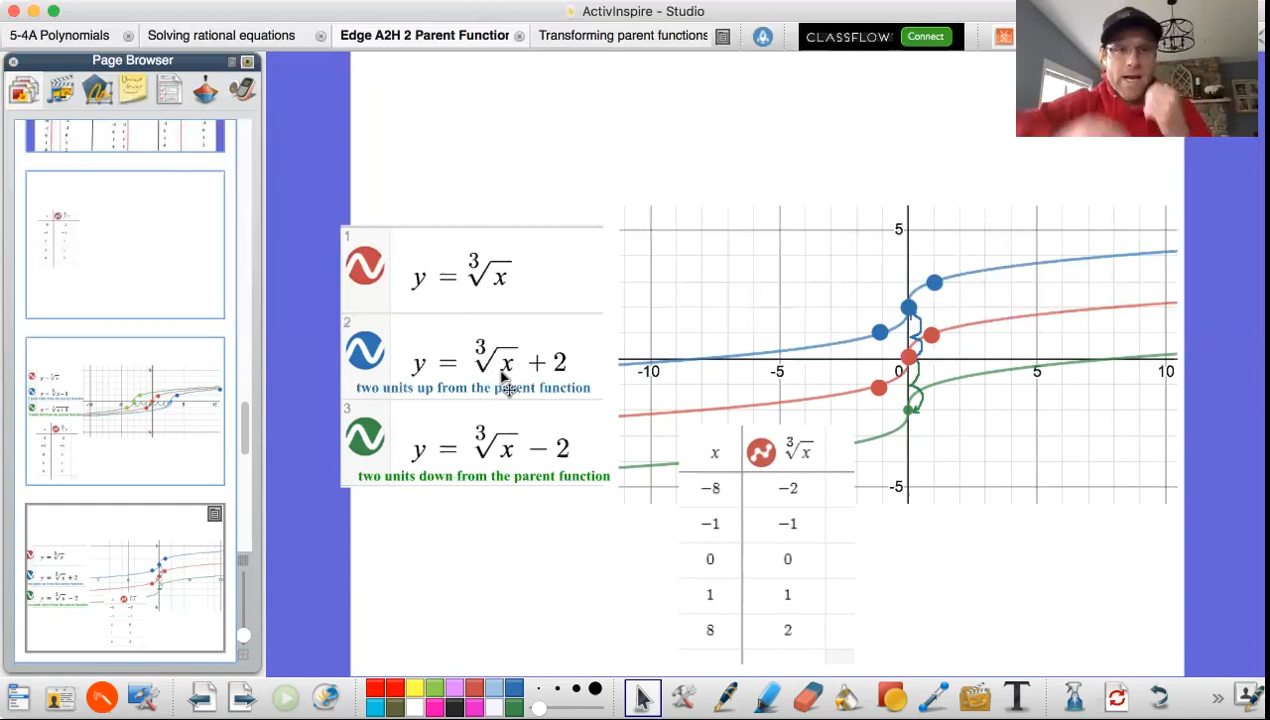 ActivInspire - Studio
5-4A Polynomials
Solving rational equations
Edge A2H 2 Parent Function
Transforming parent functions
CLASSFLOW
Connect
Page Browser
1
y = ∛x
2
y = ∛x + 2
two units up from the parent function
3
y = ∛x − 2
two units down from the parent function
5
-10
-5
0
5
10
-5
x ∛x
−8 −2
−1 −1
0 0
1 1
8 2